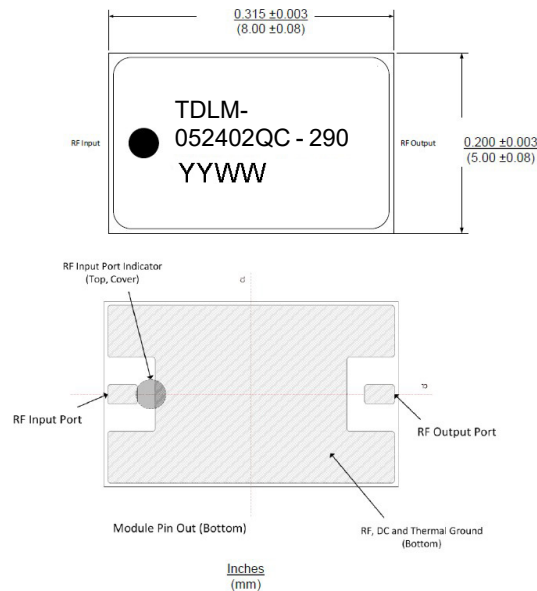 0.315 ±0.003
(8.00 ±0.08)
TDLM-
052402QC - 290
YYWW
RF Input
RF Output
0.200 ±0.003
(5.00 ±0.08)
RF Input Port Indicator
(Top, Cover)
RF Input Port
RF Output Port
Module Pin Out (Bottom)
RF, DC and Thermal Ground
(Bottom)
Inches
(mm)